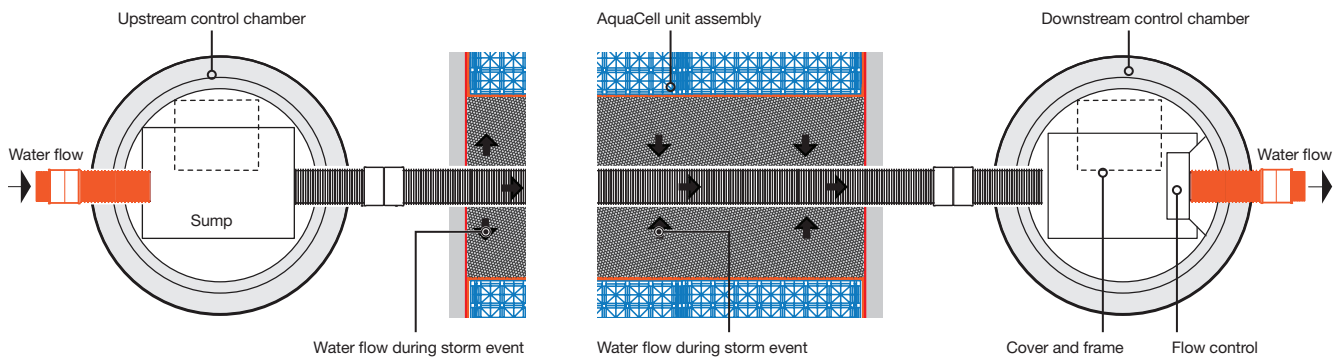 Upstream control chamber
AquaCell unit assembly
Downstream control chamber
Water flow
Water flow
Sump
Water flow during storm event
Water flow during storm event
Cover and frame
Flow control